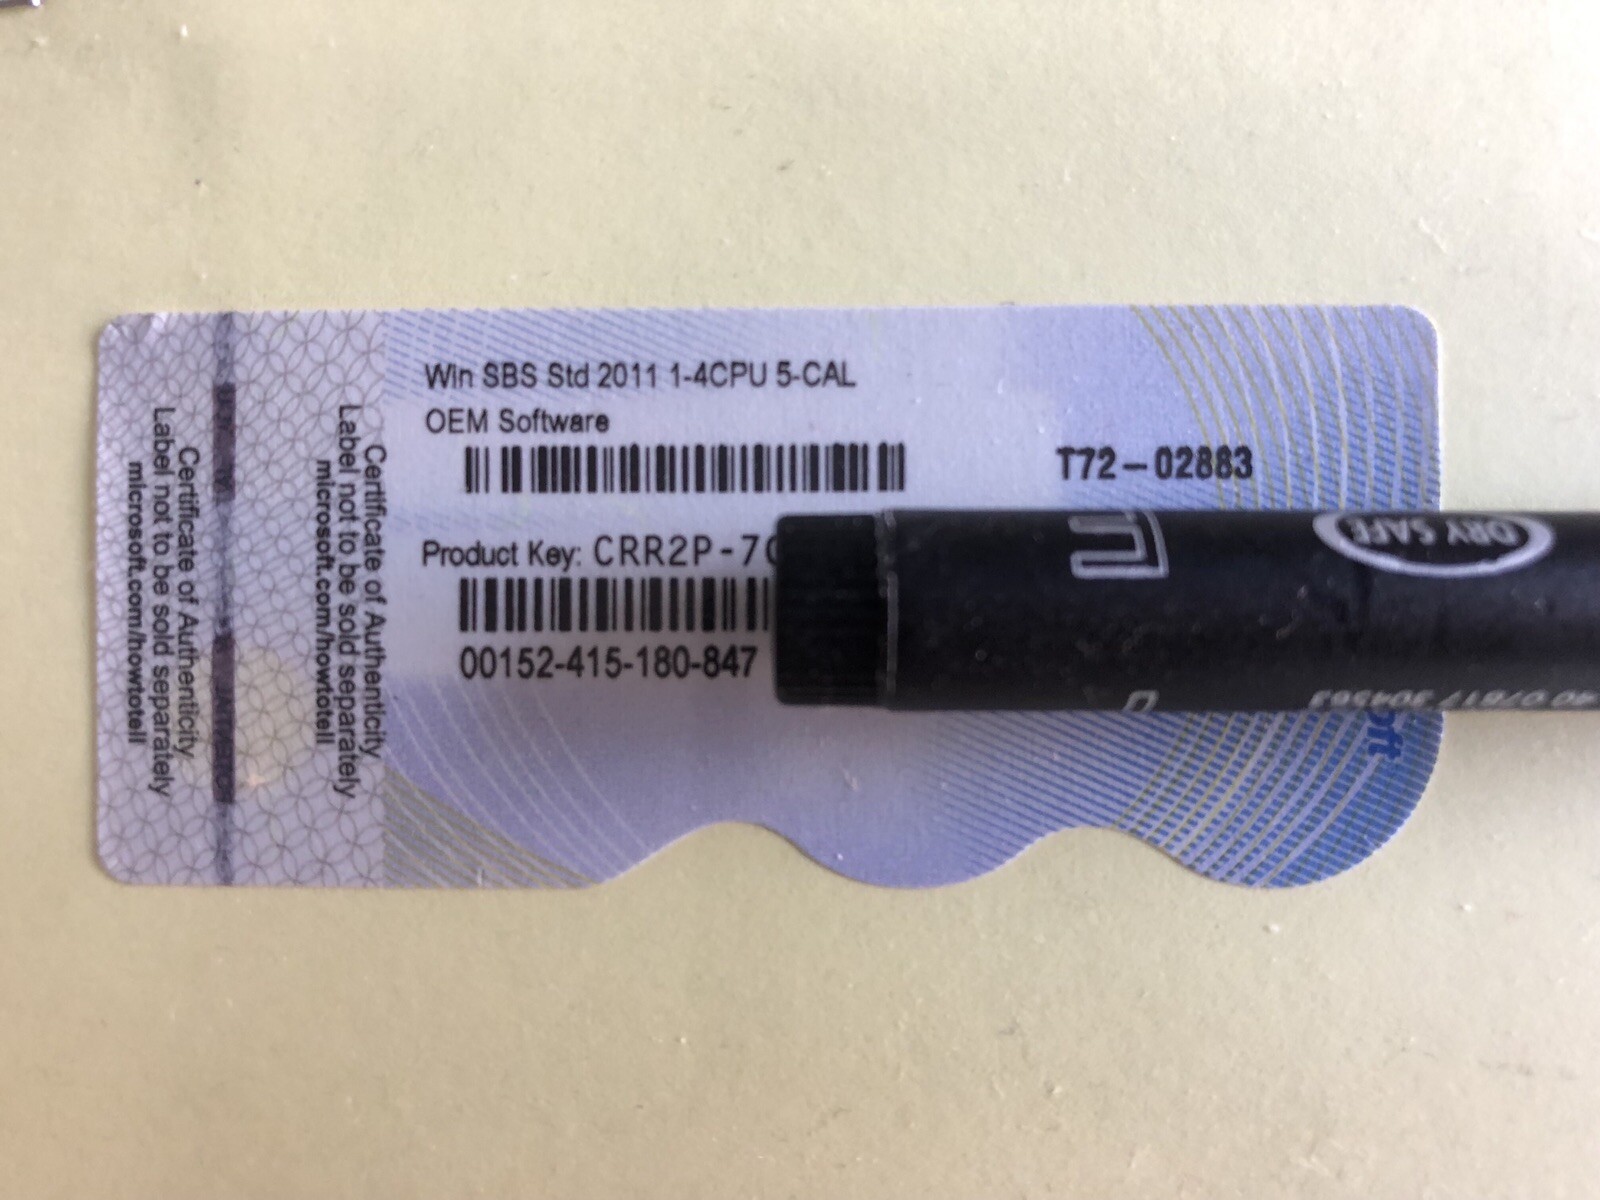 Win SBS Std 2011 1-4CPU 5-CAL
OEM Software
T72-02883
Product Key: CRR2P-7
00152-415-180-847
Certificate of Authenticity
Label not to be sold separately
microsoft.com/howtotell
Certificate of Authenticity
Label not to be sold separately
microsoft.com/howtotell
DRY SAFE
304563